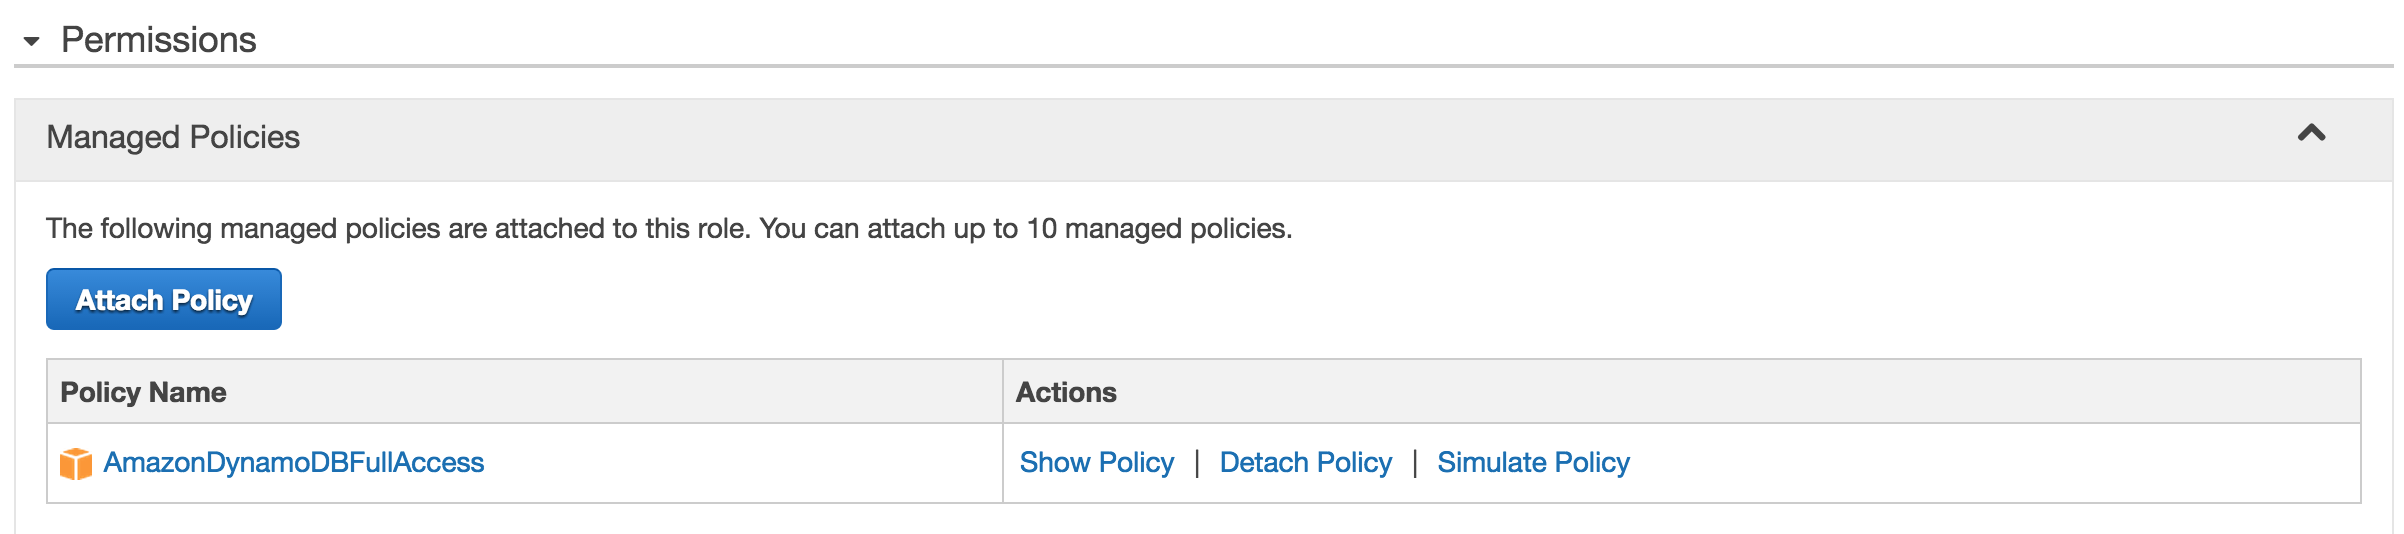 Permissions
Managed Policies
The following managed policies are attached to this role. You can attach up to 10 managed policies.
Attach Policy
Policy Name Actions
AmazonDynamoDBFullAccess Show Policy | Detach Policy | Simulate Policy